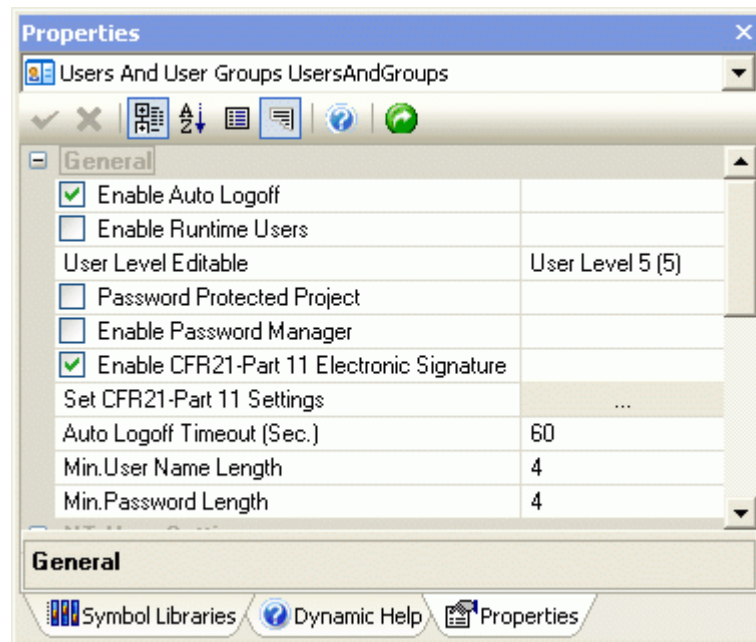 Properties
Users And User Groups UsersAndGroups
General
Enable Auto Logoff
Enable Runtime Users
User Level Editable User Level 5 (5)
Password Protected Project
Enable Password Manager
Enable CFR21-Part 11 Electronic Signature
Set CFR21-Part 11 Settings ...
Auto Logoff Timeout (Sec.) 60
Min.User Name Length 4
Min.Password Length 4
General
Symbol Libraries Dynamic Help Properties